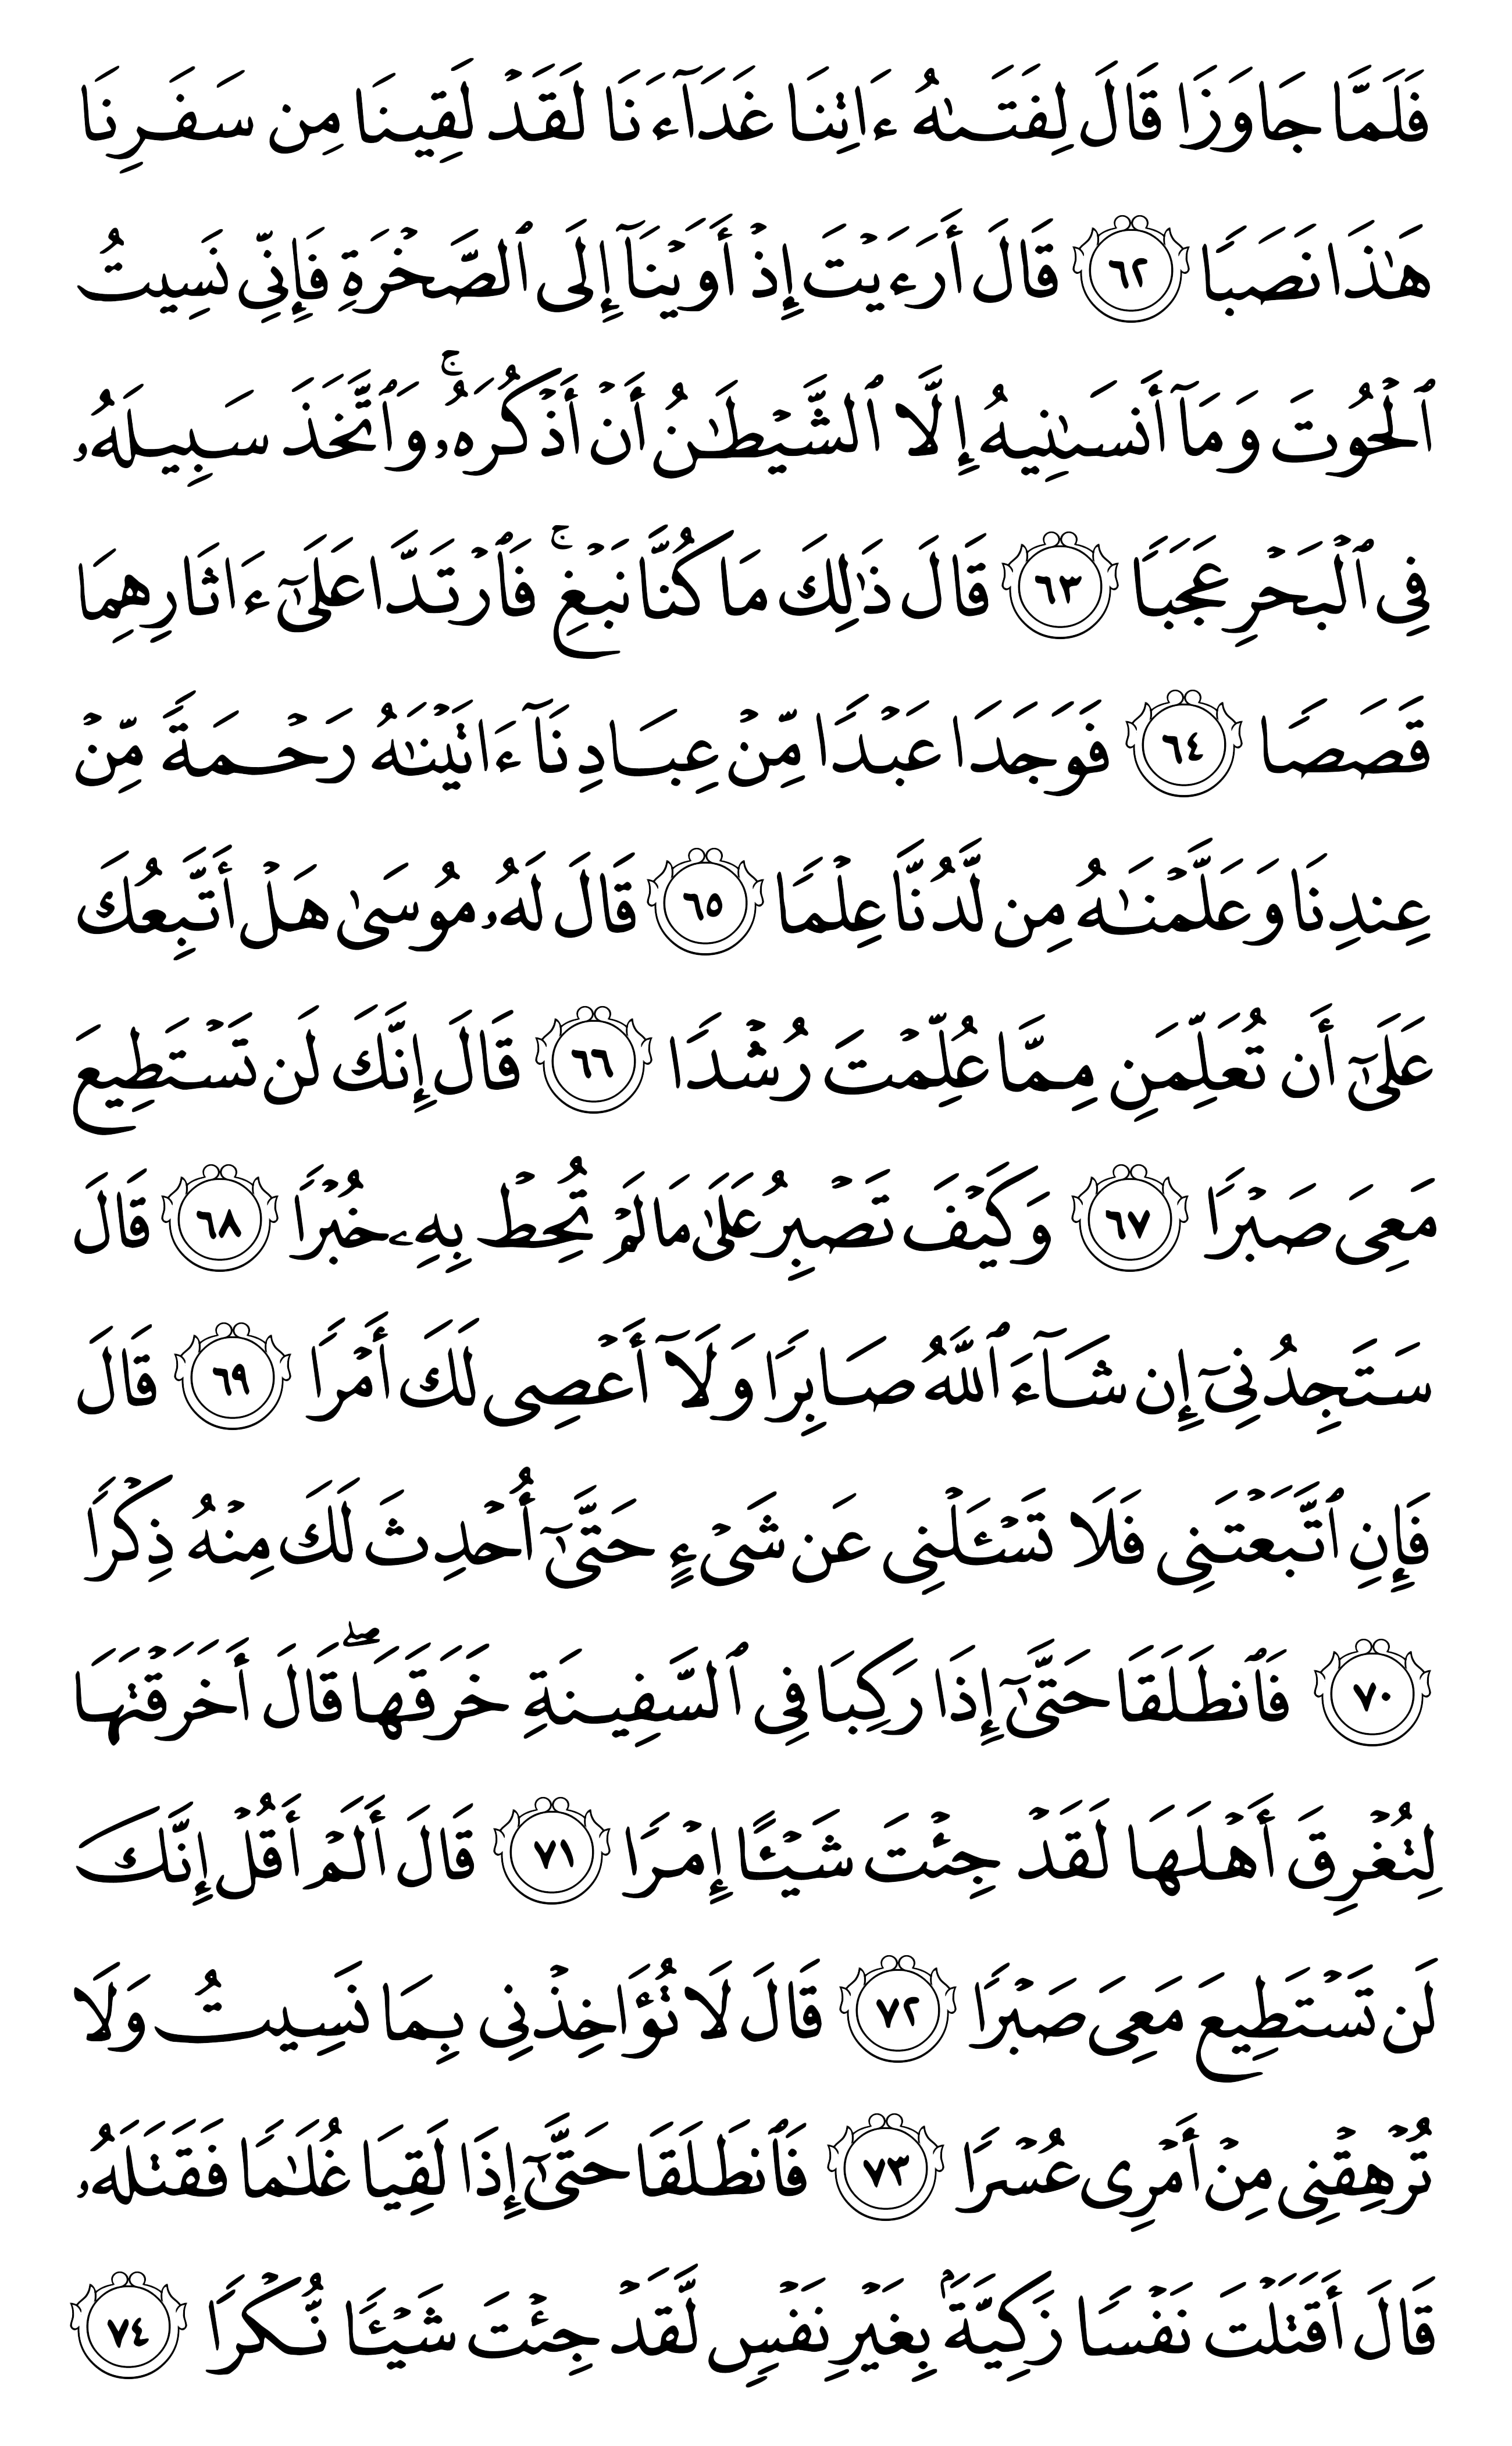 فَلَمَّا جَاوَزَا قَالَ لِفَتَىٰهُ ءَاتِنَا غَدَآءَنَا لَقَدْ لَقِينَا مِن سَفَرِنَا
هَٰذَا نَصَبًا ٦٢ قَالَ أَرَءَيْتَ إِذْ أَوَيْنَآ إِلَى ٱلصَّخْرَةِ فَإِنِّى نَسِيتُ
ٱلْحُوتَ وَمَآ أَنسَىٰنِيهُ إِلَّا ٱلشَّيْطَٰنُ أَنْ أَذْكُرَهُۥۚ وَٱتَّخَذَ سَبِيلَهُۥ
فِى ٱلْبَحْرِ عَجَبًا ٦٣ قَالَ ذَٰلِكَ مَا كُنَّا نَبْغِۚ فَٱرْتَدَّا عَلَىٰٓ ءَاثَارِهِمَا
قَصَصًا ٦٤ فَوَجَدَا عَبْدًا مِّنْ عِبَادِنَآ ءَاتَيْنَٰهُ رَحْمَةً مِّنْ
عِندِنَا وَعَلَّمْنَٰهُ مِن لَّدُنَّا عِلْمًا ٦٥ قَالَ لَهُۥ مُوسَىٰ هَلْ أَتَّبِعُكَ
عَلَىٰٓ أَن تُعَلِّمَنِ مِمَّا عُلِّمْتَ رُشْدًا ٦٦ قَالَ إِنَّكَ لَن تَسْتَطِيعَ
مَعِىَ صَبْرًا ٦٧ وَكَيْفَ تَصْبِرُ عَلَىٰ مَا لَمْ تُحِطْ بِهِۦ خُبْرًا ٦٨ قَالَ
سَتَجِدُنِىٓ إِن شَآءَ ٱللَّهُ صَابِرًا وَلَآ أَعْصِى لَكَ أَمْرًا ٦٩ قَالَ
فَإِنِ ٱتَّبَعْتَنِى فَلَا تَسْـَٔلْنِى عَن شَىْءٍ حَتَّىٰٓ أُحْدِثَ لَكَ مِنْهُ ذِكْرًا
٧٠ فَٱنطَلَقَا حَتَّىٰٓ إِذَا رَكِبَا فِى ٱلسَّفِينَةِ خَرَقَهَاۖ قَالَ أَخَرَقْتَهَا
لِتُغْرِقَ أَهْلَهَا لَقَدْ جِئْتَ شَيْـًٔا إِمْرًا ٧١ قَالَ أَلَمْ أَقُلْ إِنَّكَ
لَن تَسْتَطِيعَ مَعِىَ صَبْرًا ٧٢ قَالَ لَا تُؤَاخِذْنِى بِمَا نَسِيتُ وَلَا
تُرْهِقْنِى مِنْ أَمْرِى عُسْرًا ٧٣ فَٱنطَلَقَا حَتَّىٰٓ إِذَا لَقِيَا غُلَٰمًا فَقَتَلَهُۥ
قَالَ أَقَتَلْتَ نَفْسًا زَكِيَّةًۢ بِغَيْرِ نَفْسٍ لَّقَدْ جِئْتَ شَيْـًٔا نُّكْرًا ٧٤